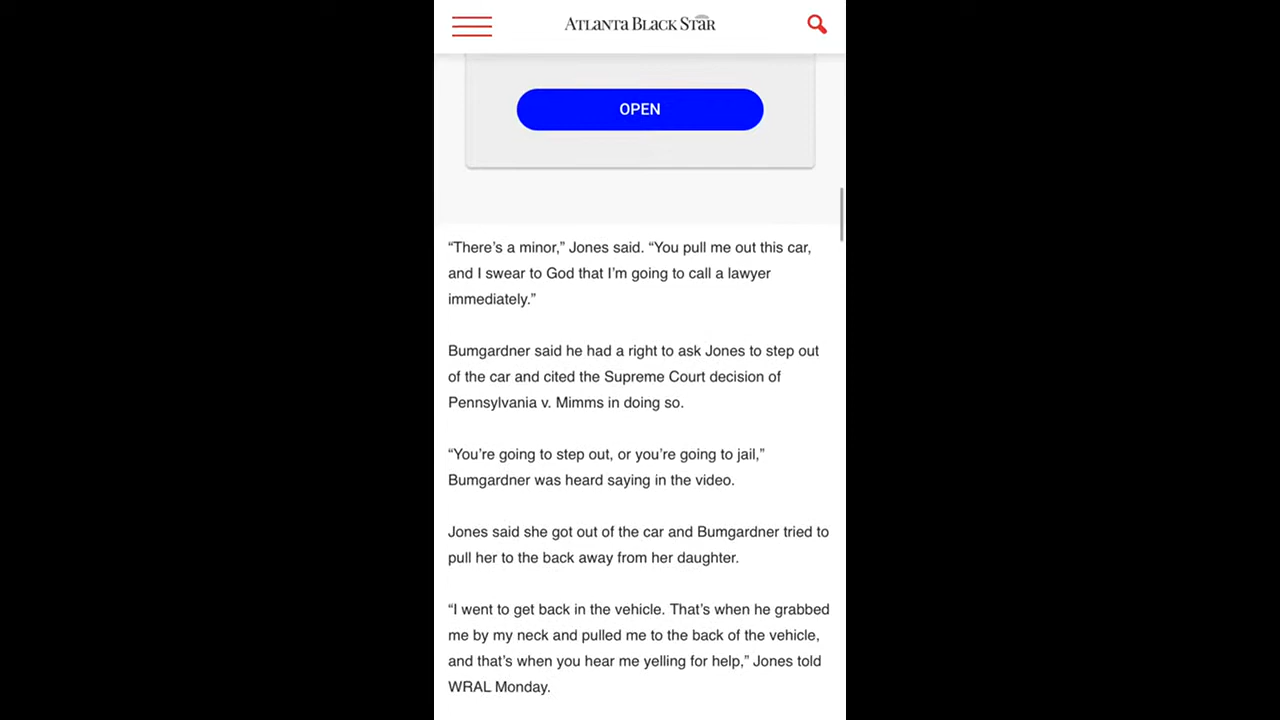 ATLANTA BLACK STAR
OPEN
“There’s a minor,” Jones said. “You pull me out this car,
and I swear to God that I’m going to call a lawyer
immediately.”
Bumgardner said he had a right to ask Jones to step out
of the car and cited the Supreme Court decision of
Pennsylvania v. Mimms in doing so.
“You’re going to step out, or you’re going to jail,”
Bumgardner was heard saying in the video.
Jones said she got out of the car and Bumgardner tried to
pull her to the back away from her daughter.
“I went to get back in the vehicle. That’s when he grabbed
me by my neck and pulled me to the back of the vehicle,
and that’s when you hear me yelling for help,” Jones told
WRAL Monday.